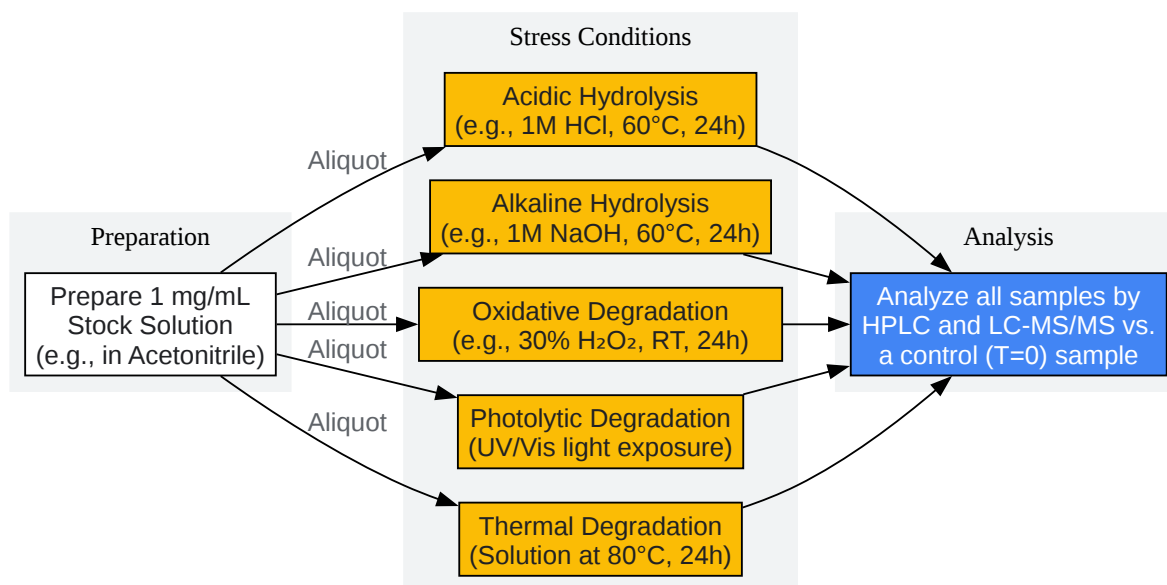 Stress Conditions
Acidic Hydrolysis
(e.g., 1M HCl, 60°C, 24h)
Aliquot
Alkaline Hydrolysis
(e.g., 1M NaOH, 60°C, 24h)
Preparation
Analysis
Aliquot
Prepare 1 mg/mL
Stock Solution
(e.g., in Acetonitrile)
Aliquot
Oxidative Degradation
(e.g., 30% H₂O₂, RT, 24h)
Analyze all samples by
HPLC and LC-MS/MS vs.
a control (T=0) sample
Aliquot
Photolytic Degradation
(UV/Vis light exposure)
Aliquot
Thermal Degradation
(Solution at 80°C, 24h)